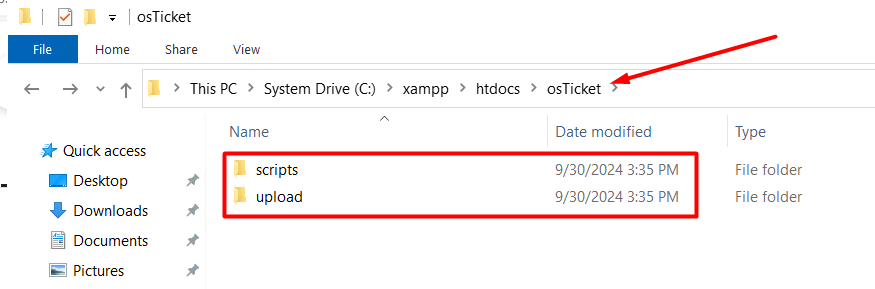 osTicket
File Home Share View
This PC System Drive (C:) xampp htdocs osTicket
Name Date modified Type
Quick access
scripts 9/30/2024 3:35 PM File folder
Desktop
upload 9/30/2024 3:35 PM File folder
Downloads
Documents
Pictures